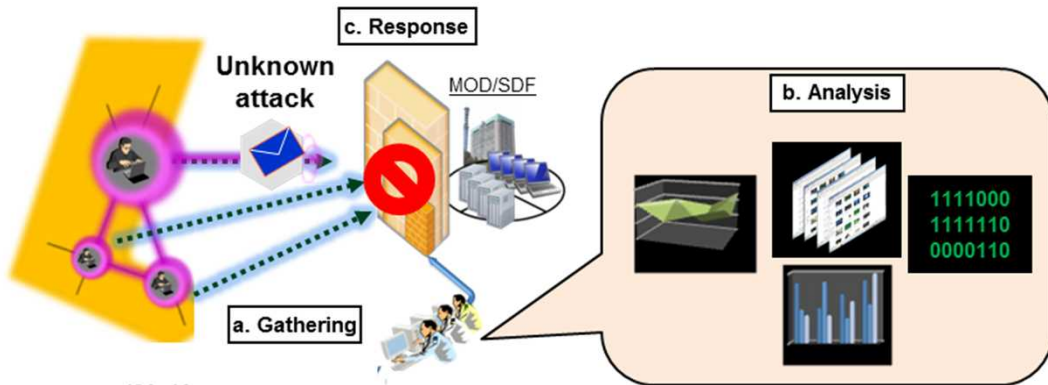 c. Response
Unknown
attack
MOD/SDF
b. Analysis
1111000
1111110
0000110
a. Gathering